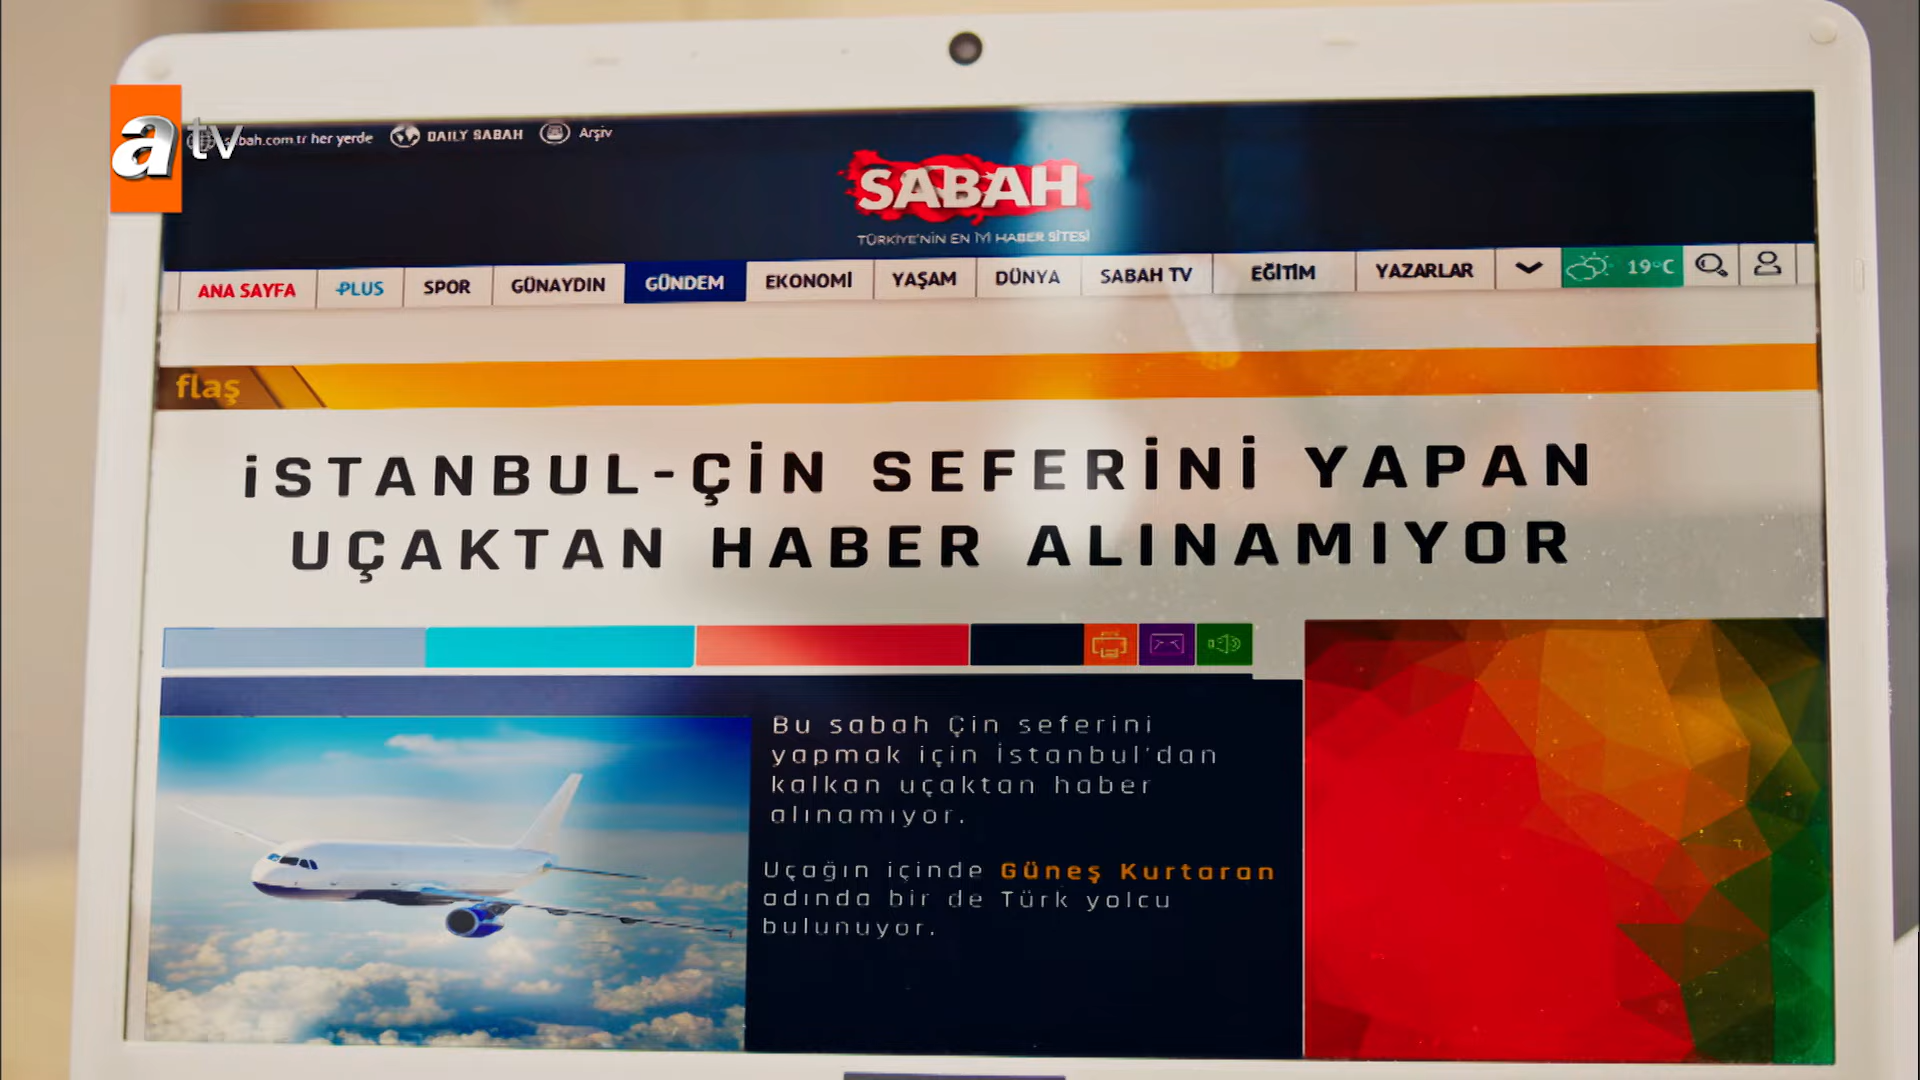 atv
sabah.com.tr her yerde DAILY SABAH Arşiv
SABAH
TÜRKİYE'NİN EN İYİ HABER SİTESİ
ANA SAYFA PLUS SPOR GÜNAYDIN GÜNDEM EKONOMİ YAŞAM DÜNYA SABAH TV EĞİTİM YAZARLAR 19°C
flaş
İSTANBUL-ÇİN SEFERİNİ YAPAN
UÇAKTAN HABER ALINAMIYOR
Bu sabah Çin seferini
yapmak için İstanbul'dan
kalkan uçaktan haber
alınamıyor.
Uçağın içinde Güneş Kurtaran
adında bir de Türk yolcu
bulunuyor.